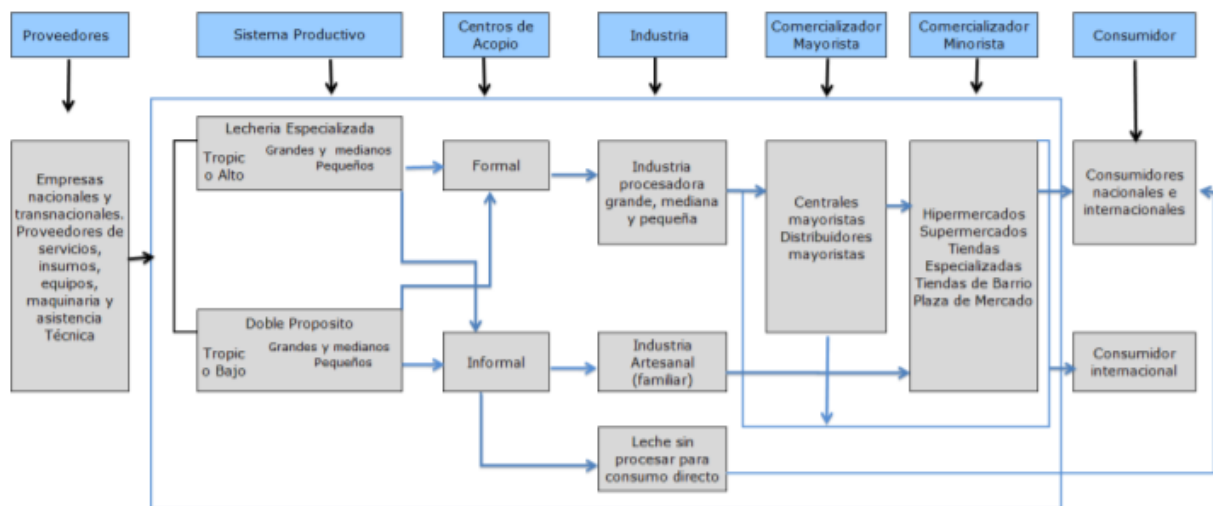 Proveedores
Sistema Productivo
Centros de
Acopio
Industria
Comercializador
Mayorista
Comercializador
Minorista
Consumidor
Empresas
nacionales y
transnacionales.
Proveedores de
servicios,
insumos,
equipos,
maquinaria y
asistencia
Técnica
Lecheria Especializada
Tropic
o Alto
Grandes y medianos
Pequeños
Doble Proposito
Tropic
o Bajo
Grandes y medianos
Pequeños
Formal
Informal
Industria
procesadora
grande, mediana
y pequeña
Industria
Artesanal
(familiar)
Leche sin
procesar para
consumo directo
Centrales
mayoristas
Distribuidores
mayoristas
Hipermercados
Supermercados
Tiendas
Especializadas
Tiendas de Barrio
Plaza de Mercado
Consumidores
nacionales e
internacionales
Consumidor
internacional